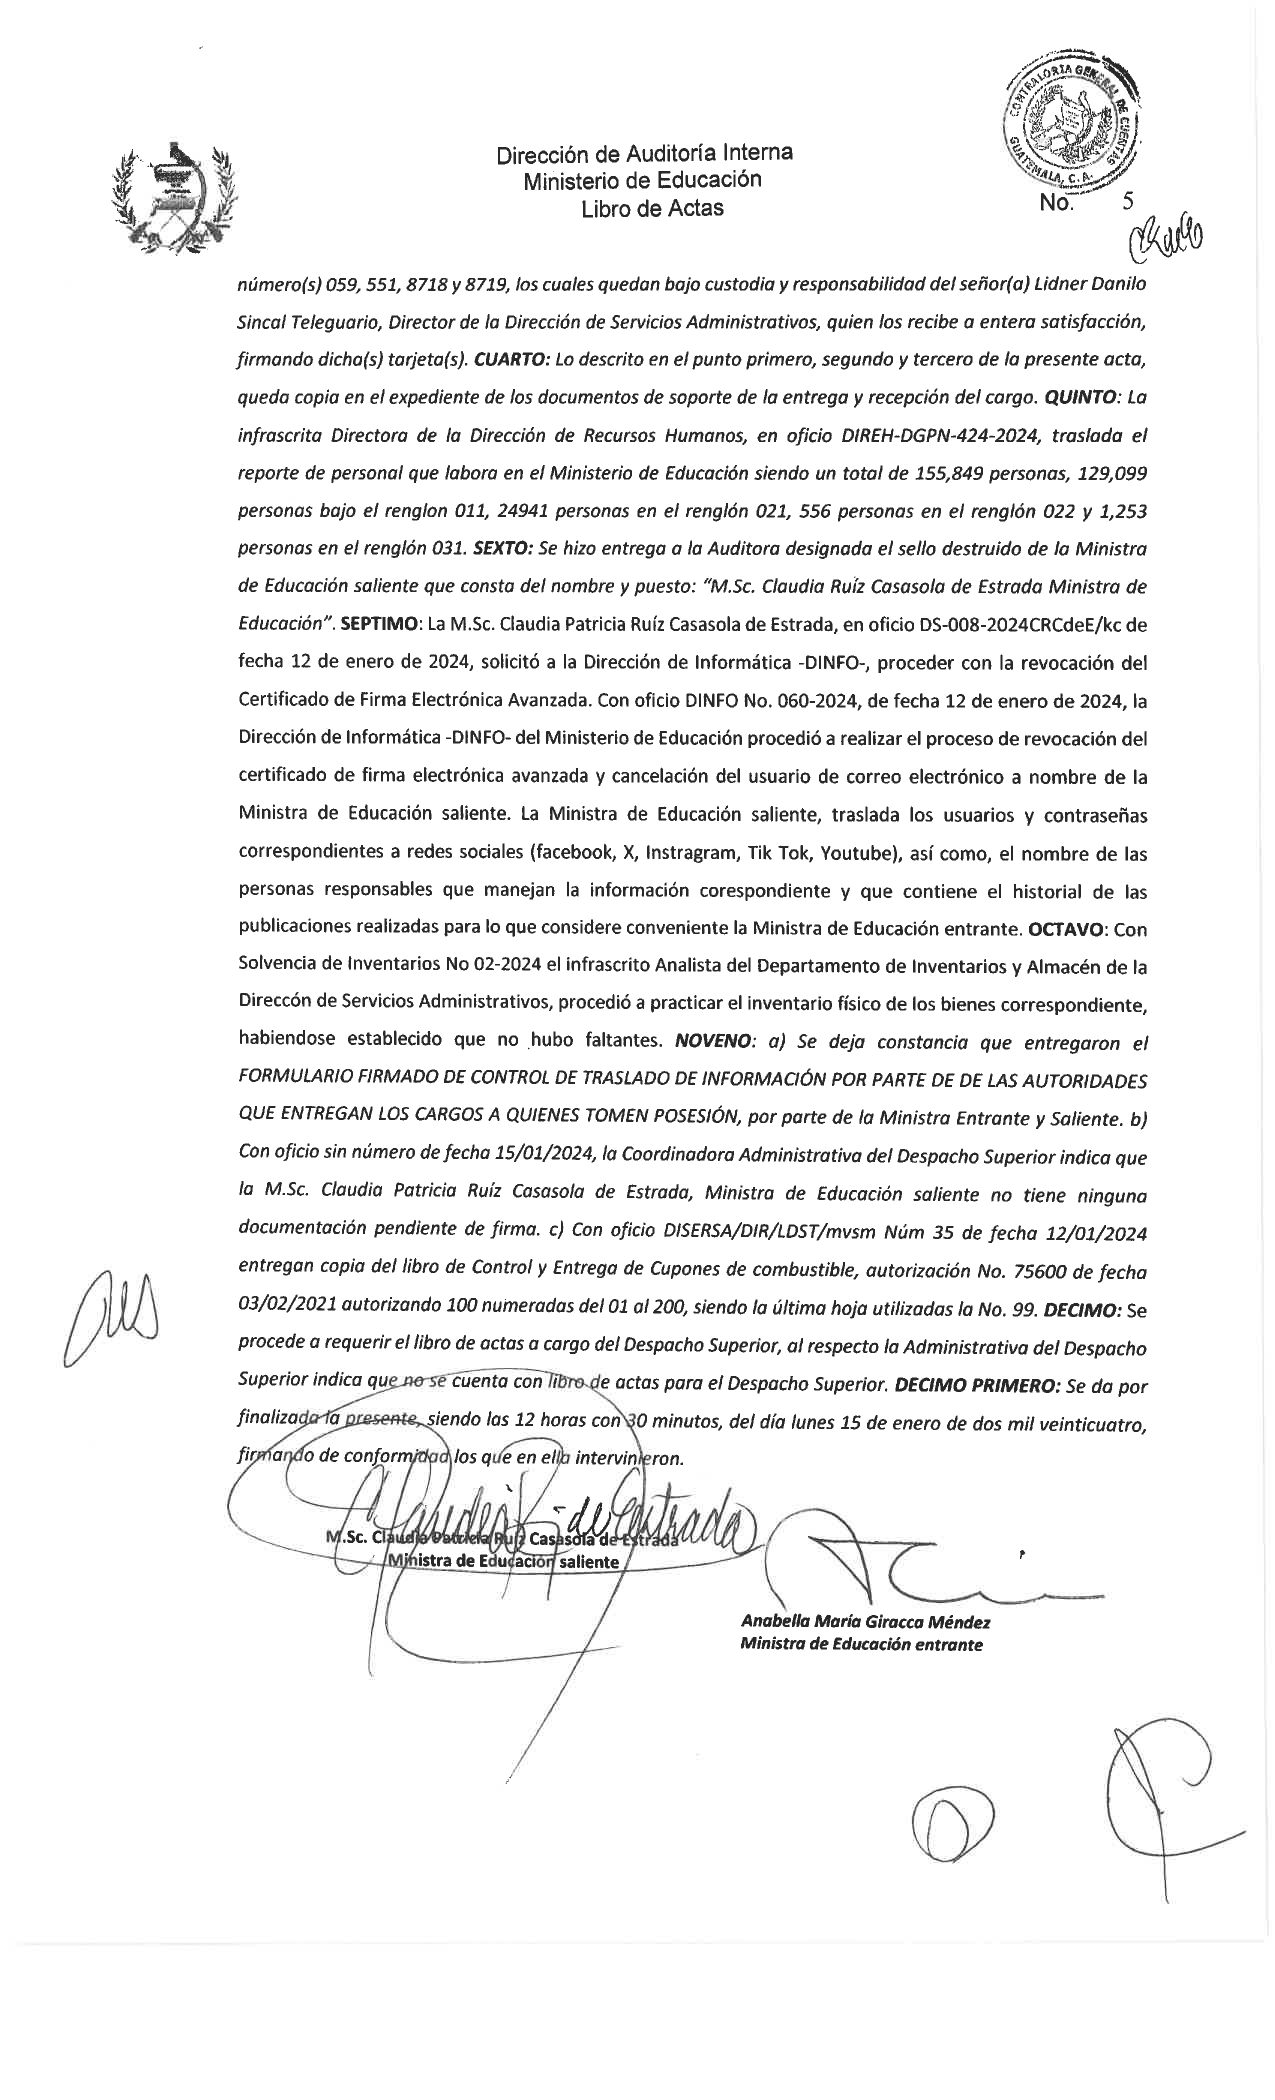 CONTRALORIA GENERAL DE CUENTAS
GUATEMALA, C.A.
Dirección de Auditoría Interna
Ministerio de Educación
Libro de Actas
No. 5
número(s) 059, 551, 8718 y 8719, los cuales quedan bajo custodia y responsabilidad del señor(a) Lidner Danilo
Sincal Teleguario, Director de la Dirección de Servicios Administrativos, quien los recibe a entera satisfacción,
firmando dicha(s) tarjeta(s). CUARTO: Lo descrito en el punto primero, segundo y tercero de la presente acta,
queda copia en el expediente de los documentos de soporte de la entrega y recepción del cargo. QUINTO: La
infrascrita Directora de la Dirección de Recursos Humanos, en oficio DIREH-DGPN-424-2024, traslada el
reporte de personal que labora en el Ministerio de Educación siendo un total de 155,849 personas, 129,099
personas bajo el renglon 011, 24941 personas en el renglón 021, 556 personas en el renglón 022 y 1,253
personas en el renglón 031. SEXTO: Se hizo entrega a la Auditora designada el sello destruido de la Ministra
de Educación saliente que consta del nombre y puesto: “M.Sc. Claudia Ruíz Casasola de Estrada Ministra de
Educación”. SEPTIMO: La M.Sc. Claudia Patricia Ruíz Casasola de Estrada, en oficio DS-008-2024CRCdeE/kc de
fecha 12 de enero de 2024, solicitó a la Dirección de Informática -DINFO-, proceder con la revocación del
Certificado de Firma Electrónica Avanzada. Con oficio DINFO No. 060-2024, de fecha 12 de enero de 2024, la
Dirección de Informática -DINFO- del Ministerio de Educación procedió a realizar el proceso de revocación del
certificado de firma electrónica avanzada y cancelación del usuario de correo electrónico a nombre de la
Ministra de Educación saliente. La Ministra de Educación saliente, traslada los usuarios y contraseñas
correspondientes a redes sociales (facebook, X, Instragram, Tik Tok, Youtube), así como, el nombre de las
personas responsables que manejan la información corespondiente y que contiene el historial de las
publicaciones realizadas para lo que considere conveniente la Ministra de Educación entrante. OCTAVO: Con
Solvencia de Inventarios No 02-2024 el infrascrito Analista del Departamento de Inventarios y Almacén de la
Direccón de Servicios Administrativos, procedió a practicar el inventario físico de los bienes correspondiente,
habiendose establecido que no hubo faltantes. NOVENO: a) Se deja constancia que entregaron el
FORMULARIO FIRMADO DE CONTROL DE TRASLADO DE INFORMACIÓN POR PARTE DE DE LAS AUTORIDADES
QUE ENTREGAN LOS CARGOS A QUIENES TOMEN POSESIÓN, por parte de la Ministra Entrante y Saliente. b)
Con oficio sin número de fecha 15/01/2024, la Coordinadora Administrativa del Despacho Superior indica que
la M.Sc. Claudia Patricia Ruíz Casasola de Estrada, Ministra de Educación saliente no tiene ninguna
documentación pendiente de firma. c) Con oficio DISERSA/DIR/LDST/mvsm Núm 35 de fecha 12/01/2024
entregan copia del libro de Control y Entrega de Cupones de combustible, autorización No. 75600 de fecha
03/02/2021 autorizando 100 numeradas del 01 al 200, siendo la última hoja utilizadas la No. 99. DECIMO: Se
procede a requerir el libro de actas a cargo del Despacho Superior, al respecto la Administrativa del Despacho
Superior indica que no se cuenta con libro de actas para el Despacho Superior. DECIMO PRIMERO: Se da por
finalizada la presente, siendo las 12 horas con 30 minutos, del día lunes 15 de enero de dos mil veinticuatro,
firmando de conformidad los que en ella intervinieron.
M.Sc. Claudia Patricia Ruíz Casasola de Estrada
Ministra de Educación saliente
Anabella María Giracca Méndez
Ministra de Educación entrante